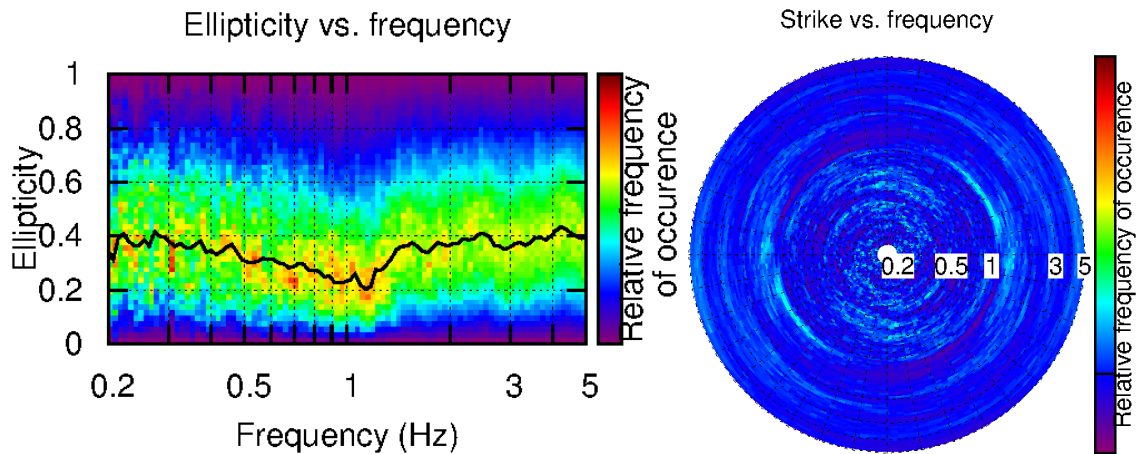 Ellipticity vs. frequency
Strike vs. frequency
1
0.8
0.6
0.4
0.2
0
Ellipticity
0.2 0.5 1 3 5
Frequency (Hz)
Relative frequency
of occurence
0.2 0.5 1 3 5
Relative frequency of occurence